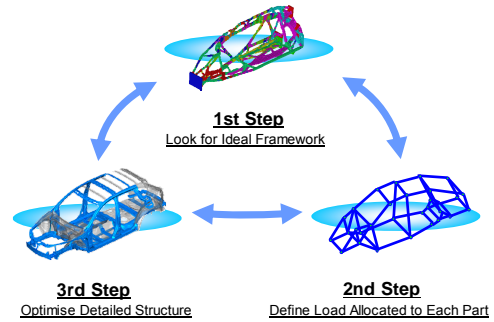 1st Step
Look for Ideal Framework
3rd Step
Optimise Detailed Structure
2nd Step
Define Load Allocated to Each Part